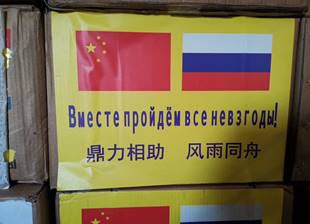 Вместе пройдём все невзгоды!
鼎力相助 风雨同舟